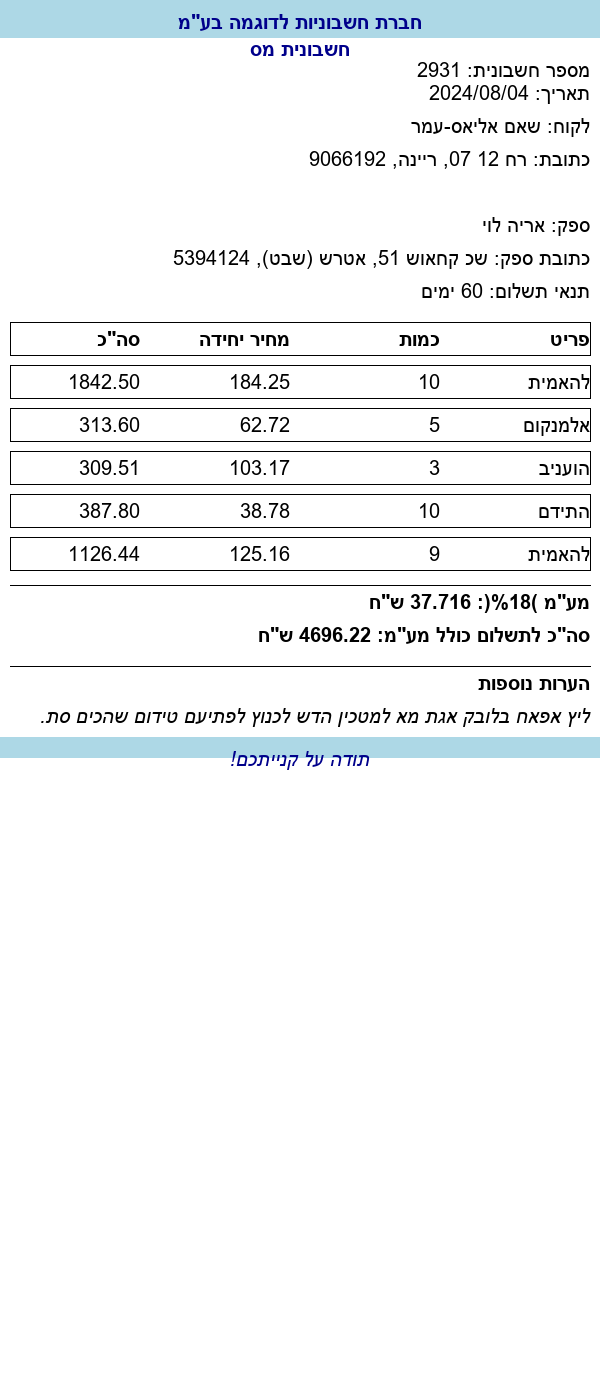 חברת חשבוניות לדוגמה בע"מ
חשבונית מס
מספר חשבונית: 2931
תאריך: 2024/08/04
לקוח: שאם אליאס-עמר
כתובת: רח 12 07, ריינה, 9066192
ספק: אריה לוי
כתובת ספק: שכ קחאוש 51, אטרש (שבט), 5394124
תנאי תשלום: 60 ימים
פריט כמות מחיר יחידה סה"כ
להאמית 10 184.25 1842.50
אלמנקום 5 62.72 313.60
הועניב 3 103.17 309.51
התידם 10 38.78 387.80
להאמית 9 125.16 1126.44
מע"מ )18%(: 37.716 ש"ח
סה"כ לתשלום כולל מע"מ: 4696.22 ש"ח
הערות נוספות
ליץ אפאח בלובק אגת מא למטכין הדש לכנוץ לפתיעם טידום שהכים סת.
תודה על קנייתכם!